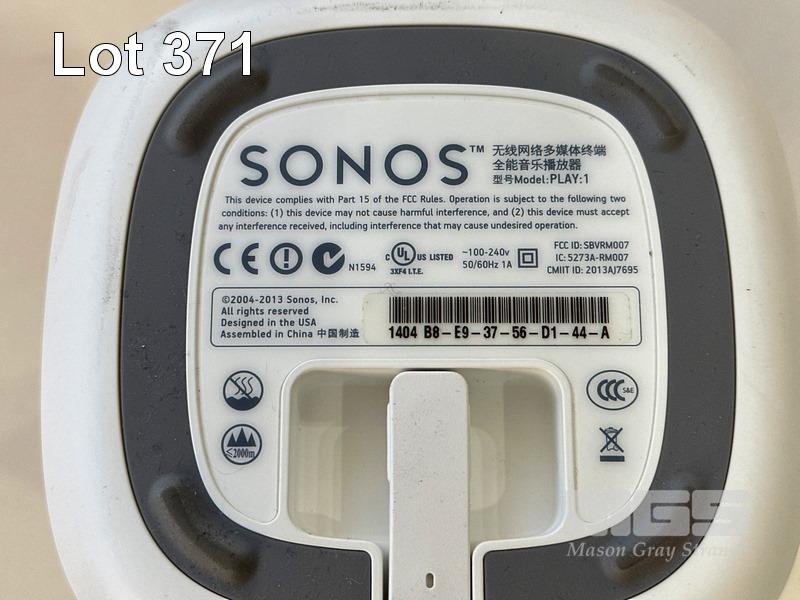 Lot 371
SONOS™
无线网络多媒体终端
全能音乐播放器
型号Model:PLAY:1
This device complies with Part 15 of the FCC Rules. Operation is subject to the following two
conditions: (1) this device may not cause harmful interference, and (2) this device must accept
any interference received, including interference that may cause undesired operation.
CE
N1594
C UL US LISTED
3XF4 I.T.E.
~100-240v
50/60Hz 1A
FCC ID: SBVRM007
IC: 5273A-RM007
CMIIT ID: 2013AJ7695
©2004-2013 Sonos, Inc.
All rights reserved
Designed in the USA
Assembled in China 中国制造
1404 B8-E9-37-56-D1-44-A
CCC S&E
≤2000m
MGS
Mason Gray Stran